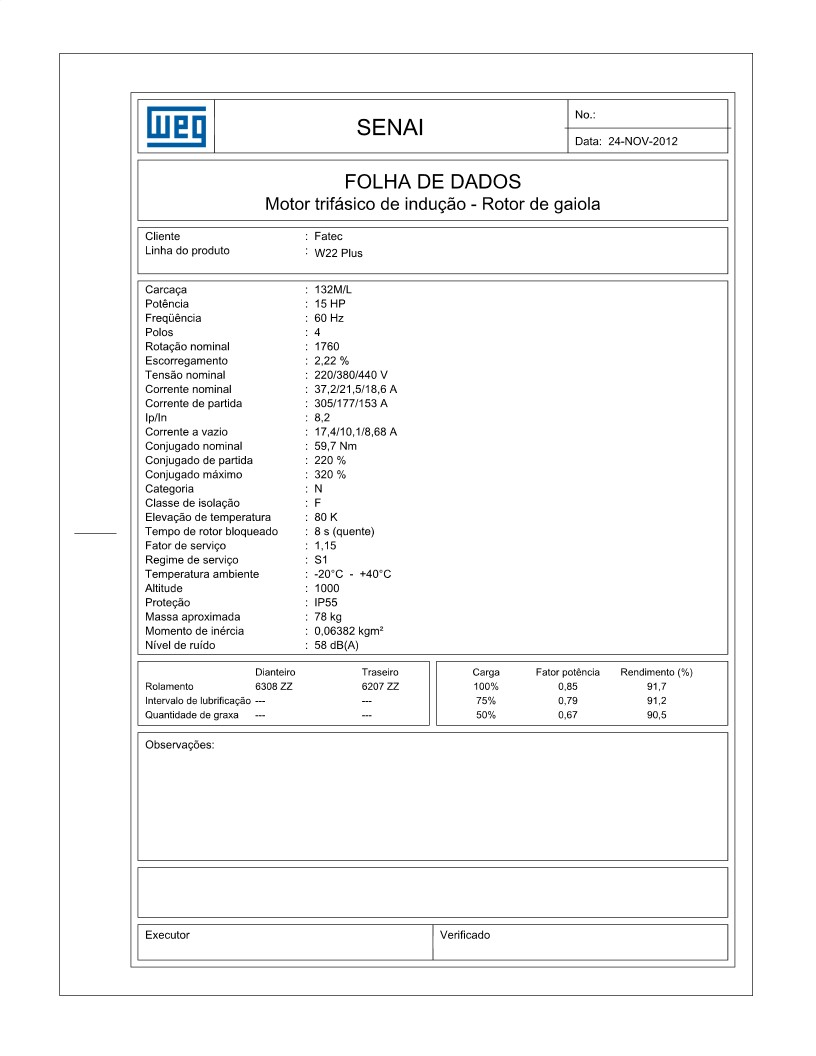 weg
SENAI
No.:
Data: 24-NOV-2012
FOLHA DE DADOS
Motor trifásico de indução - Rotor de gaiola
Cliente : Fatec
Linha do produto : W22 Plus
Carcaça : 132M/L
Potência : 15 HP
Freqüência : 60 Hz
Polos : 4
Rotação nominal : 1760
Escorregamento : 2,22 %
Tensão nominal : 220/380/440 V
Corrente nominal : 37,2/21,5/18,6 A
Corrente de partida : 305/177/153 A
Ip/In : 8,2
Corrente a vazio : 17,4/10,1/8,68 A
Conjugado nominal : 59,7 Nm
Conjugado de partida : 220 %
Conjugado máximo : 320 %
Categoria : N
Classe de isolação : F
Elevação de temperatura : 80 K
Tempo de rotor bloqueado : 8 s (quente)
Fator de serviço : 1,15
Regime de serviço : S1
Temperatura ambiente : -20°C - +40°C
Altitude : 1000
Proteção : IP55
Massa aproximada : 78 kg
Momento de inércia : 0,06382 kgm²
Nível de ruído : 58 dB(A)
Dianteiro Traseiro
Rolamento 6308 ZZ 6207 ZZ
Intervalo de lubrificação --- ---
Quantidade de graxa --- ---
Carga Fator potência Rendimento (%)
100% 0,85 91,7
75% 0,79 91,2
50% 0,67 90,5
Observações:
Executor
Verificado